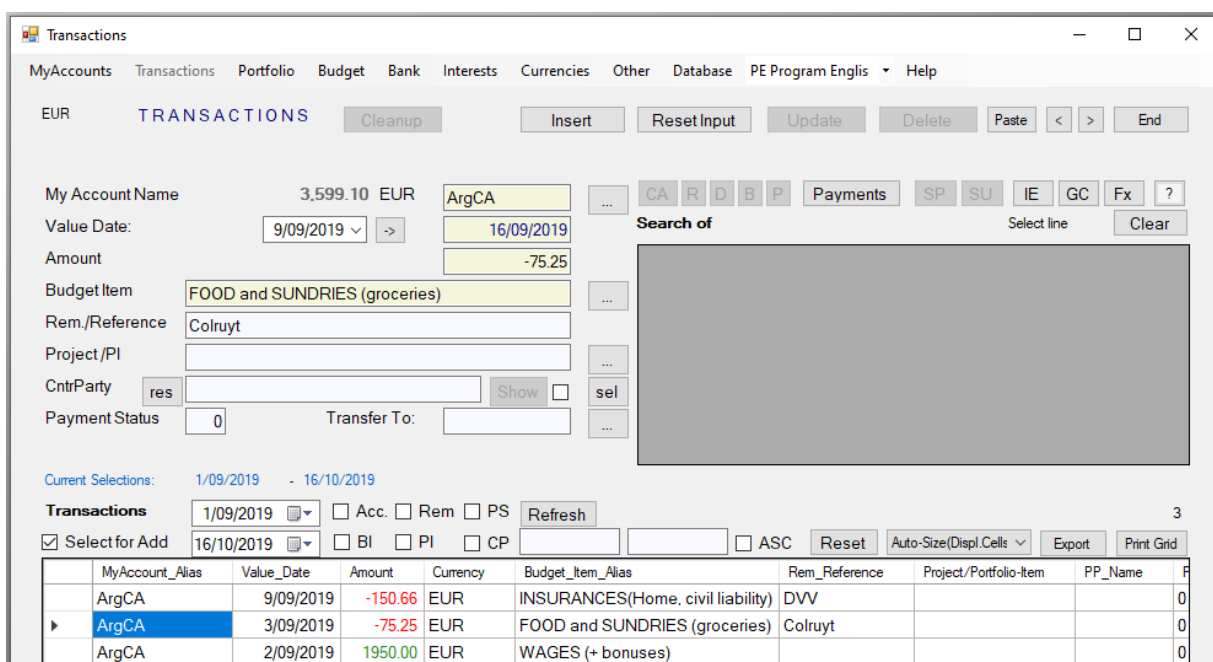 Transactions
MyAccounts Transactions Portfolio Budget Bank Interests Currencies Other Database PE Program Englis Help
EUR TRANSACTIONS Cleanup Insert Reset Input Update Delete Paste < > End
My Account Name 3,599.10 EUR ArgCA ... CA R D B P Payments SP SU IE GC Fx ?
Value Date: 9/09/2019 -> 16/09/2019 Search of Select line Clear
Amount -75.25
Budget Item FOOD and SUNDRIES (groceries) ...
Rem./Reference Colruyt
Project /PI ...
CntrParty res Show sel
Payment Status 0 Transfer To: ...
Current Selections: 1/09/2019 - 16/10/2019
Transactions 1/09/2019 Acc. Rem PS Refresh 3
Select for Add 16/10/2019 BI PI CP ASC Reset Auto-Size(Displ.Cells Export Print Grid
MyAccount_Alias Value_Date Amount Currency Budget_Item_Alias Rem_Reference Project/Portfolio-Item PP_Name
ArgCA 9/09/2019 -150.66 EUR INSURANCES(Home, civil liability) DVV 0
ArgCA 3/09/2019 -75.25 EUR FOOD and SUNDRIES (groceries) Colruyt 0
ArgCA 2/09/2019 1950.00 EUR WAGES (+ bonuses) 0